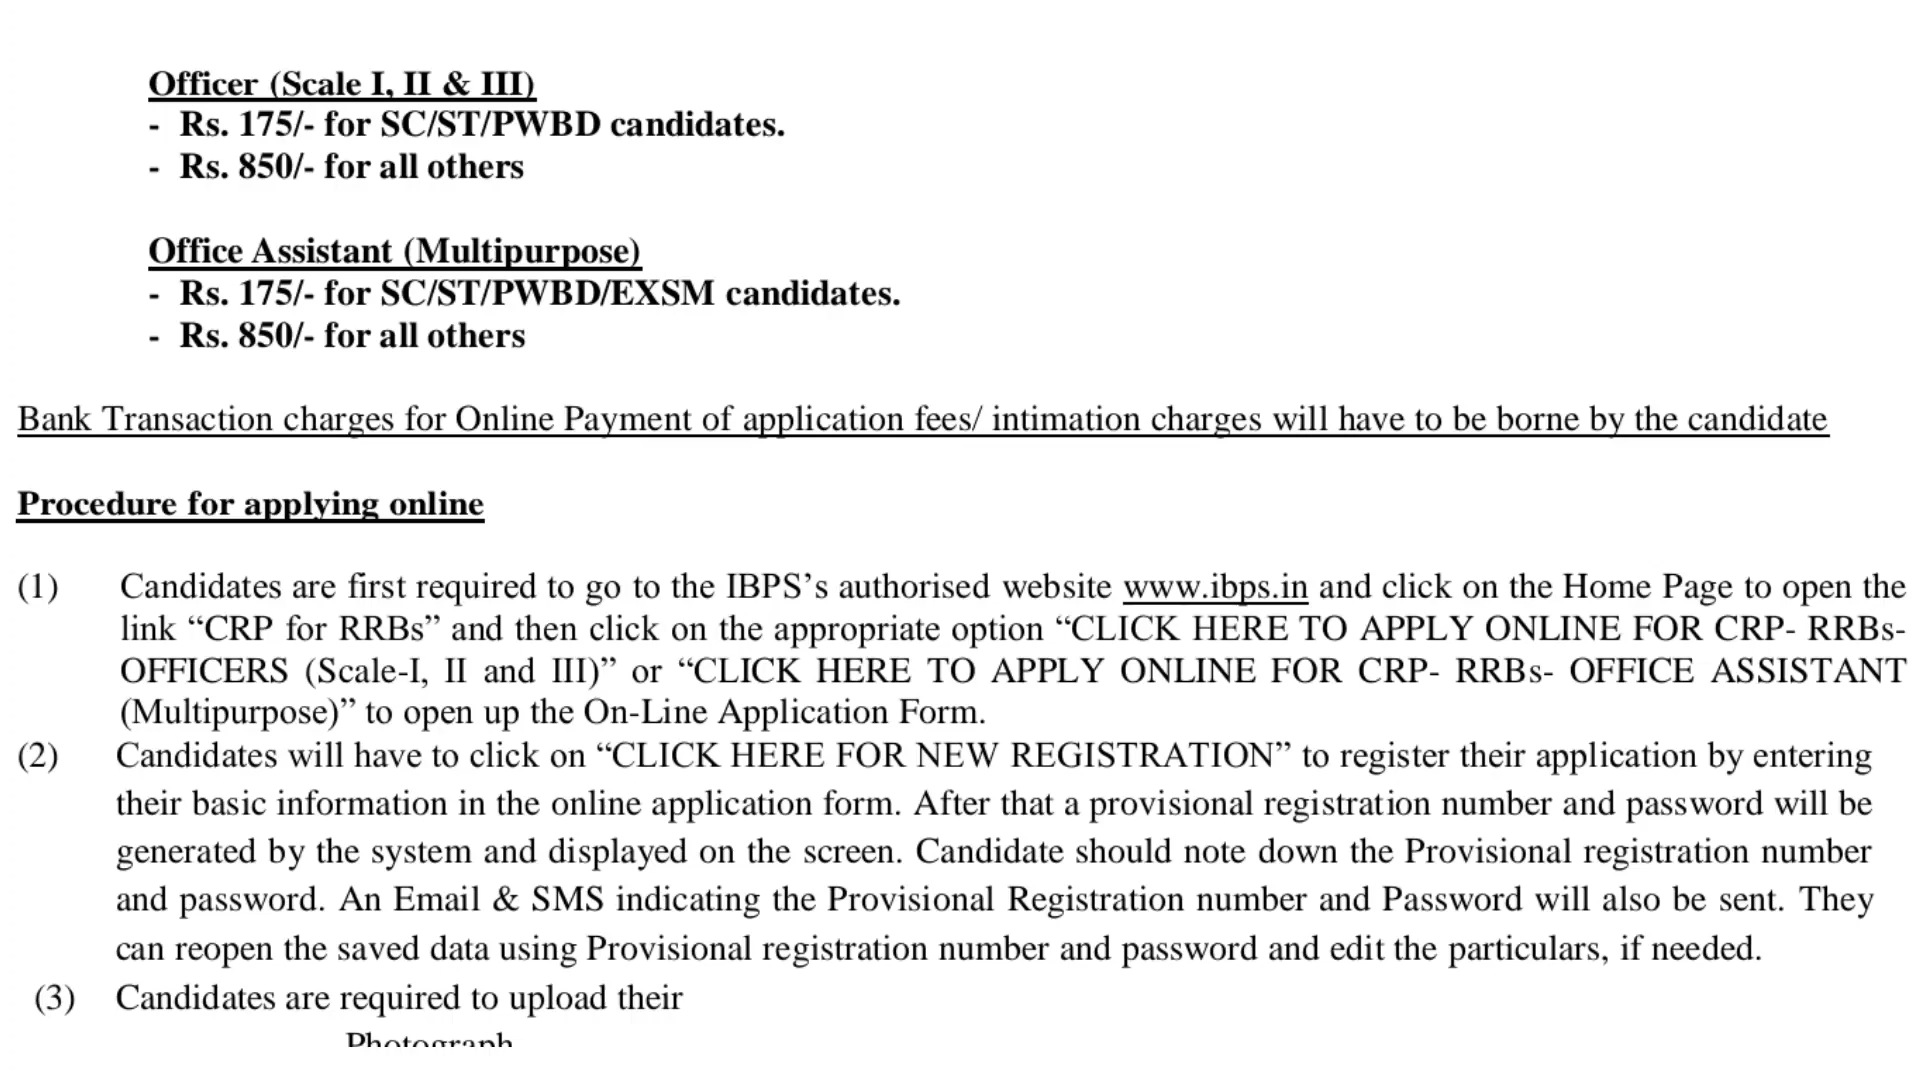 Officer (Scale I, II & III)
- Rs. 175/- for SC/ST/PWBD candidates.
- Rs. 850/- for all others
Office Assistant (Multipurpose)
- Rs. 175/- for SC/ST/PWBD/EXSM candidates.
- Rs. 850/- for all others
Bank Transaction charges for Online Payment of application fees/ intimation charges will have to be borne by the candidate
Procedure for applying online
(1) Candidates are first required to go to the IBPS’s authorised website www.ibps.in and click on the Home Page to open the
link “CRP for RRBs” and then click on the appropriate option “CLICK HERE TO APPLY ONLINE FOR CRP- RRBs-
OFFICERS (Scale-I, II and III)” or “CLICK HERE TO APPLY ONLINE FOR CRP- RRBs- OFFICE ASSISTANT
(Multipurpose)” to open up the On-Line Application Form.
(2) Candidates will have to click on “CLICK HERE FOR NEW REGISTRATION” to register their application by entering
their basic information in the online application form. After that a provisional registration number and password will be
generated by the system and displayed on the screen. Candidate should note down the Provisional registration number
and password. An Email & SMS indicating the Provisional Registration number and Password will also be sent. They
can reopen the saved data using Provisional registration number and password and edit the particulars, if needed.
(3) Candidates are required to upload their
Photograph